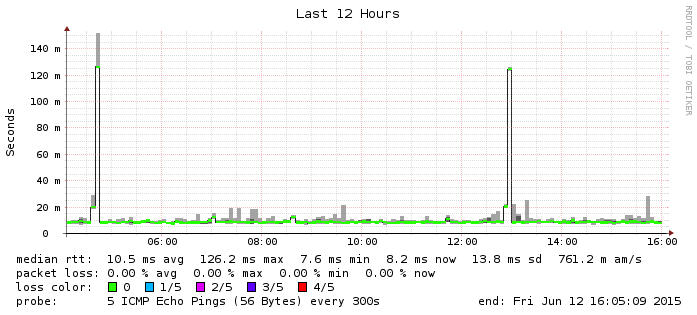 Last 12 Hours
RRDTOOL / TOBI OETIKER
Seconds
140 m
120 m
100 m
80 m
60 m
40 m
20 m
0
06:00 08:00 10:00 12:00 14:00 16:00
median rtt: 10.5 ms avg 126.2 ms max 7.6 ms min 8.2 ms now 13.8 ms sd 761.2 m am/s
packet loss: 0.00 % avg 0.00 % max 0.00 % min 0.00 % now
loss color: 0 1/5 2/5 3/5 4/5
probe: 5 ICMP Echo Pings (56 Bytes) every 300s end: Fri Jun 12 16:05:09 2015